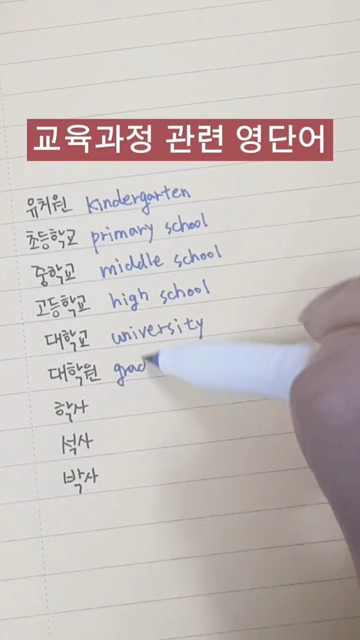 교육과정 관련 영단어
유치원 kindergarten
초등학교 primary school
중학교 middle school
고등학교 high school
대학교 university
대학원 grad
학사
석사
박사